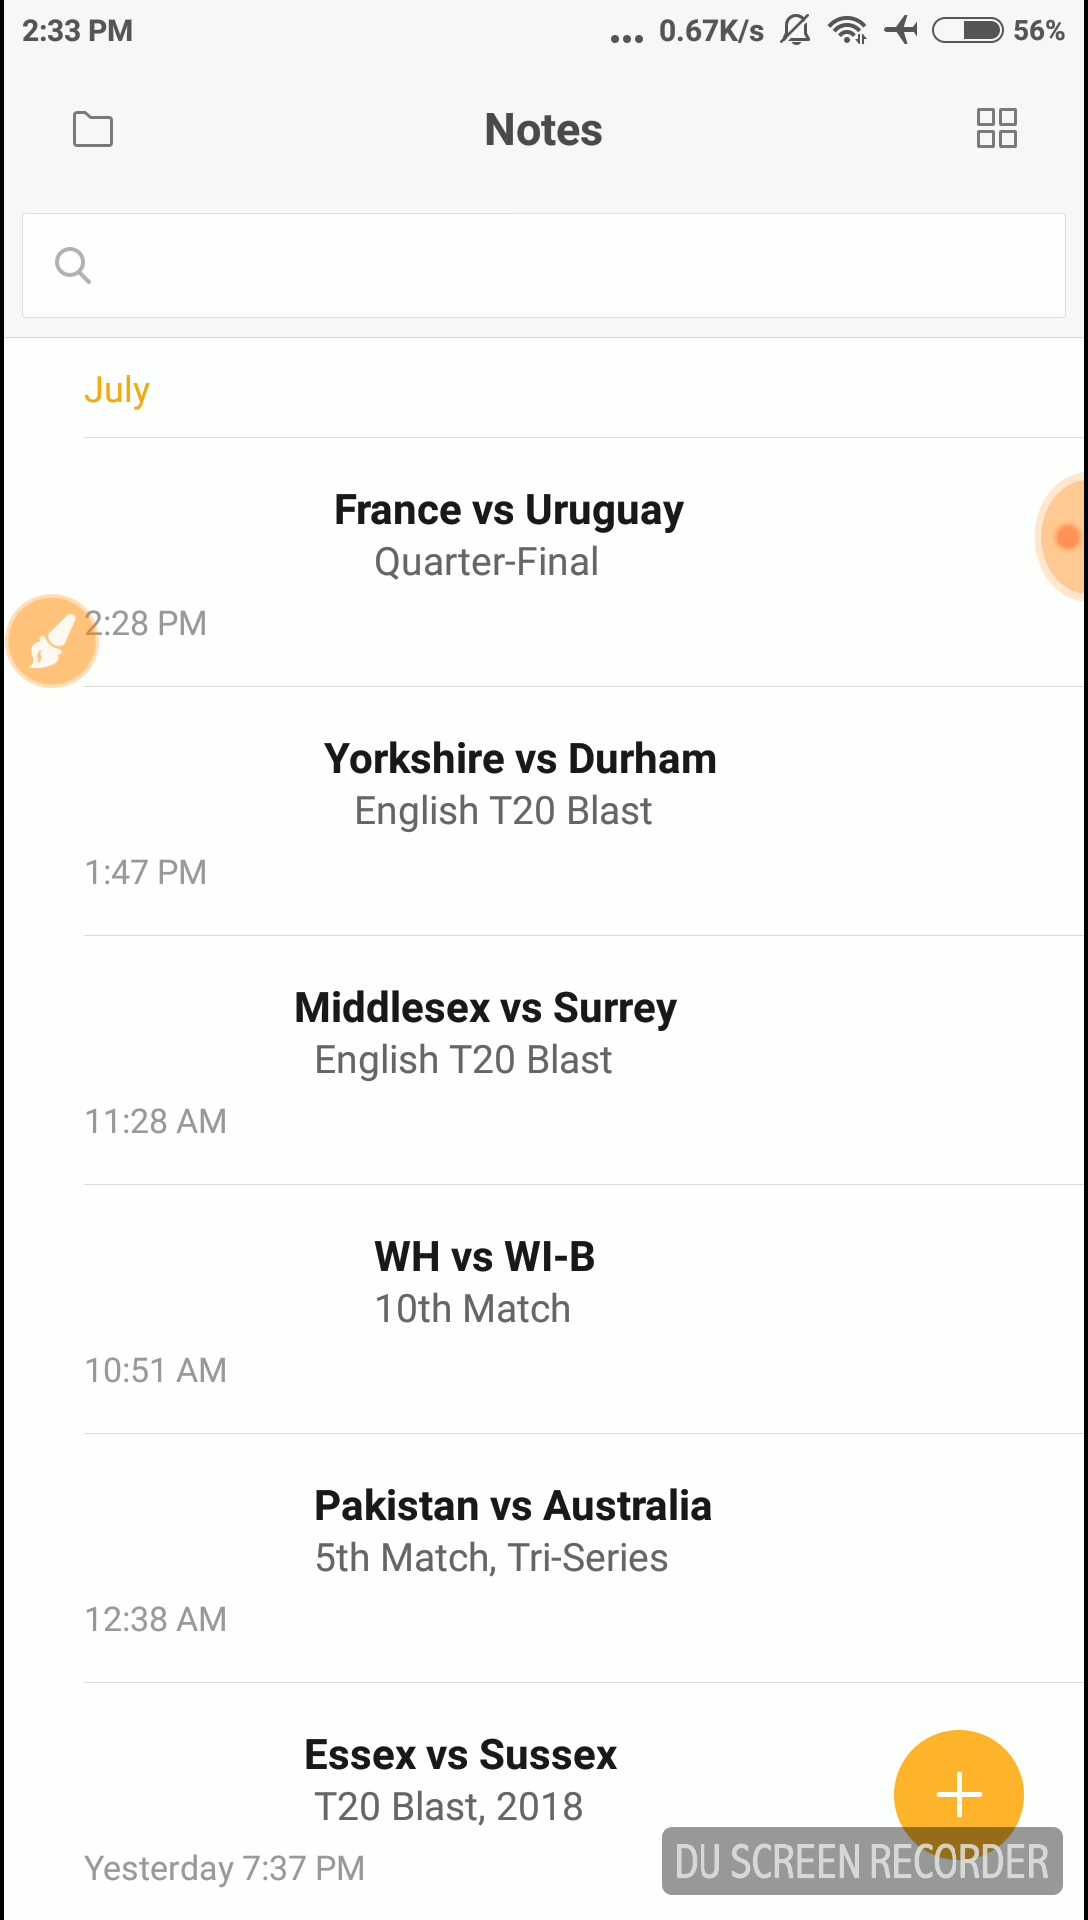 2:33 PM
... 0.67K/s 56%
Notes
July
France vs Uruguay
Quarter-Final
2:28 PM
Yorkshire vs Durham
English T20 Blast
1:47 PM
Middlesex vs Surrey
English T20 Blast
11:28 AM
WH vs WI-B
10th Match
10:51 AM
Pakistan vs Australia
5th Match, Tri-Series
12:38 AM
Essex vs Sussex
T20 Blast, 2018
Yesterday 7:37 PM
DU SCREEN RECORDER